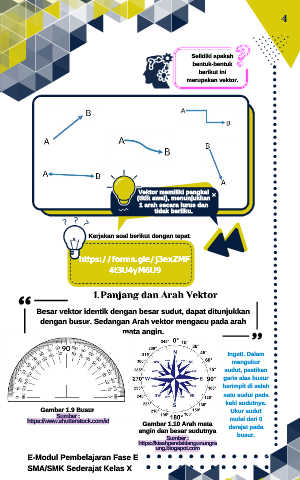 4
Selidiki apakah
bentuk-bentuk
berikut ini
merupakan vektor.
A
B
A
B
A
B
A
B
B
A
Vektor memiliki pangkal
(titik awal), menunjukkan
1 arah secara lurus dan
tidak berliku.
Kerjakan soal berikut dengan tepat
https://forms.gle/
1.Panjang dan Arah Vektor
Besar vektor identik dengan besar sudut, dapat ditunjukkan
dengan busur. Sedangan Arah vektor mengacu pada arah
mata angin.
90
0°
90°
180°
270°
Ingat!. Dalam
mengukur
sudut, pastikan
garis alas busur
berimpit di salah
satu sudut pada
kaki sudutnya.
Ukur sudut
mulai dari 0
derajat pada
busur.
Gambar 1.9 Busur
Sumber :
https://www.shutterstock.com/id
Gambar 1.10 Arah mata
angin dan besar sudutnya
Sumber :
E-Modul Pembelajaran Fase E
SMA/SMK Sederajat Kelas X